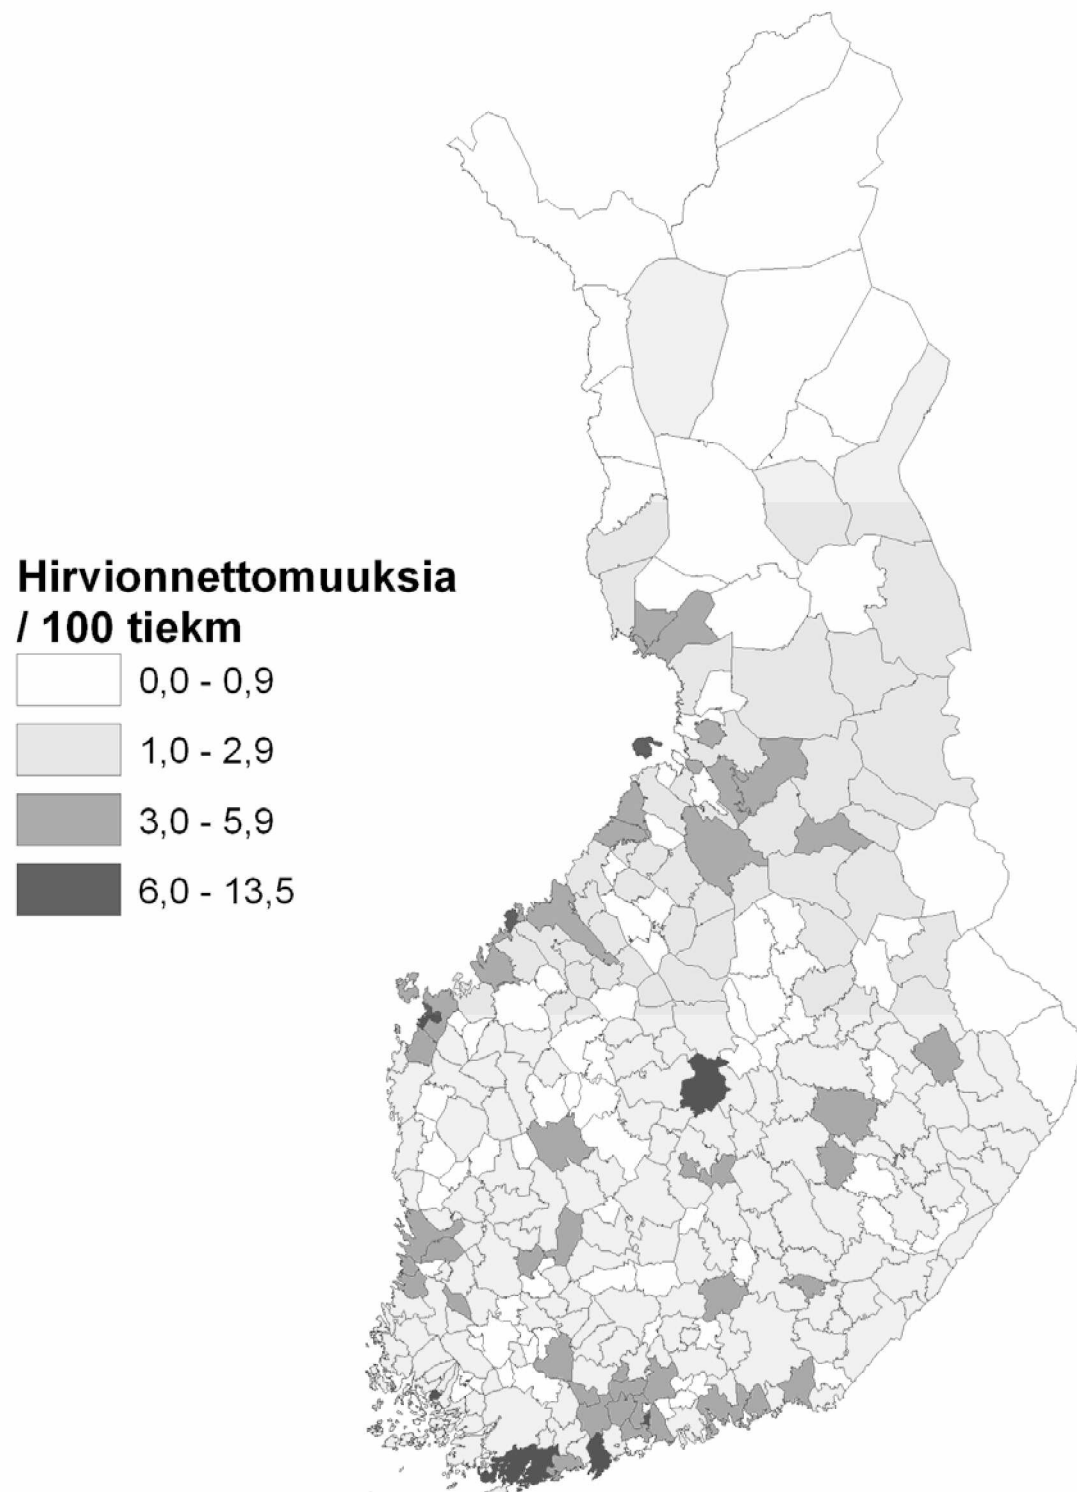 Hirvionnettomuuksia
/ 100 tiekm
0,0 - 0,9
1,0 - 2,9
3,0 - 5,9
6,0 - 13,5